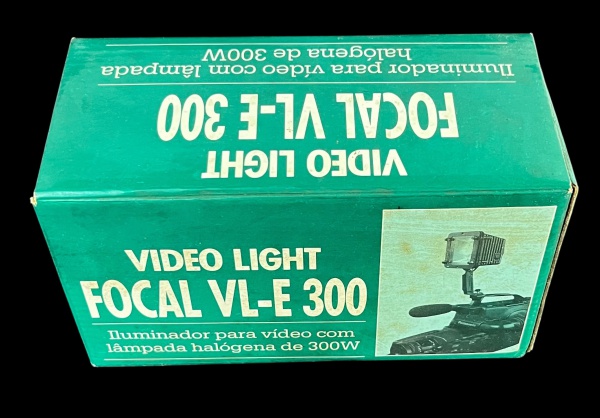 Iluminador para vídeo com lâmpada
halógena de 300W
FOCAL VL-E 300
VIDEO LIGHT
VIDEO LIGHT
FOCAL VL-E 300
Iluminador para vídeo com
lâmpada halógena de 300W